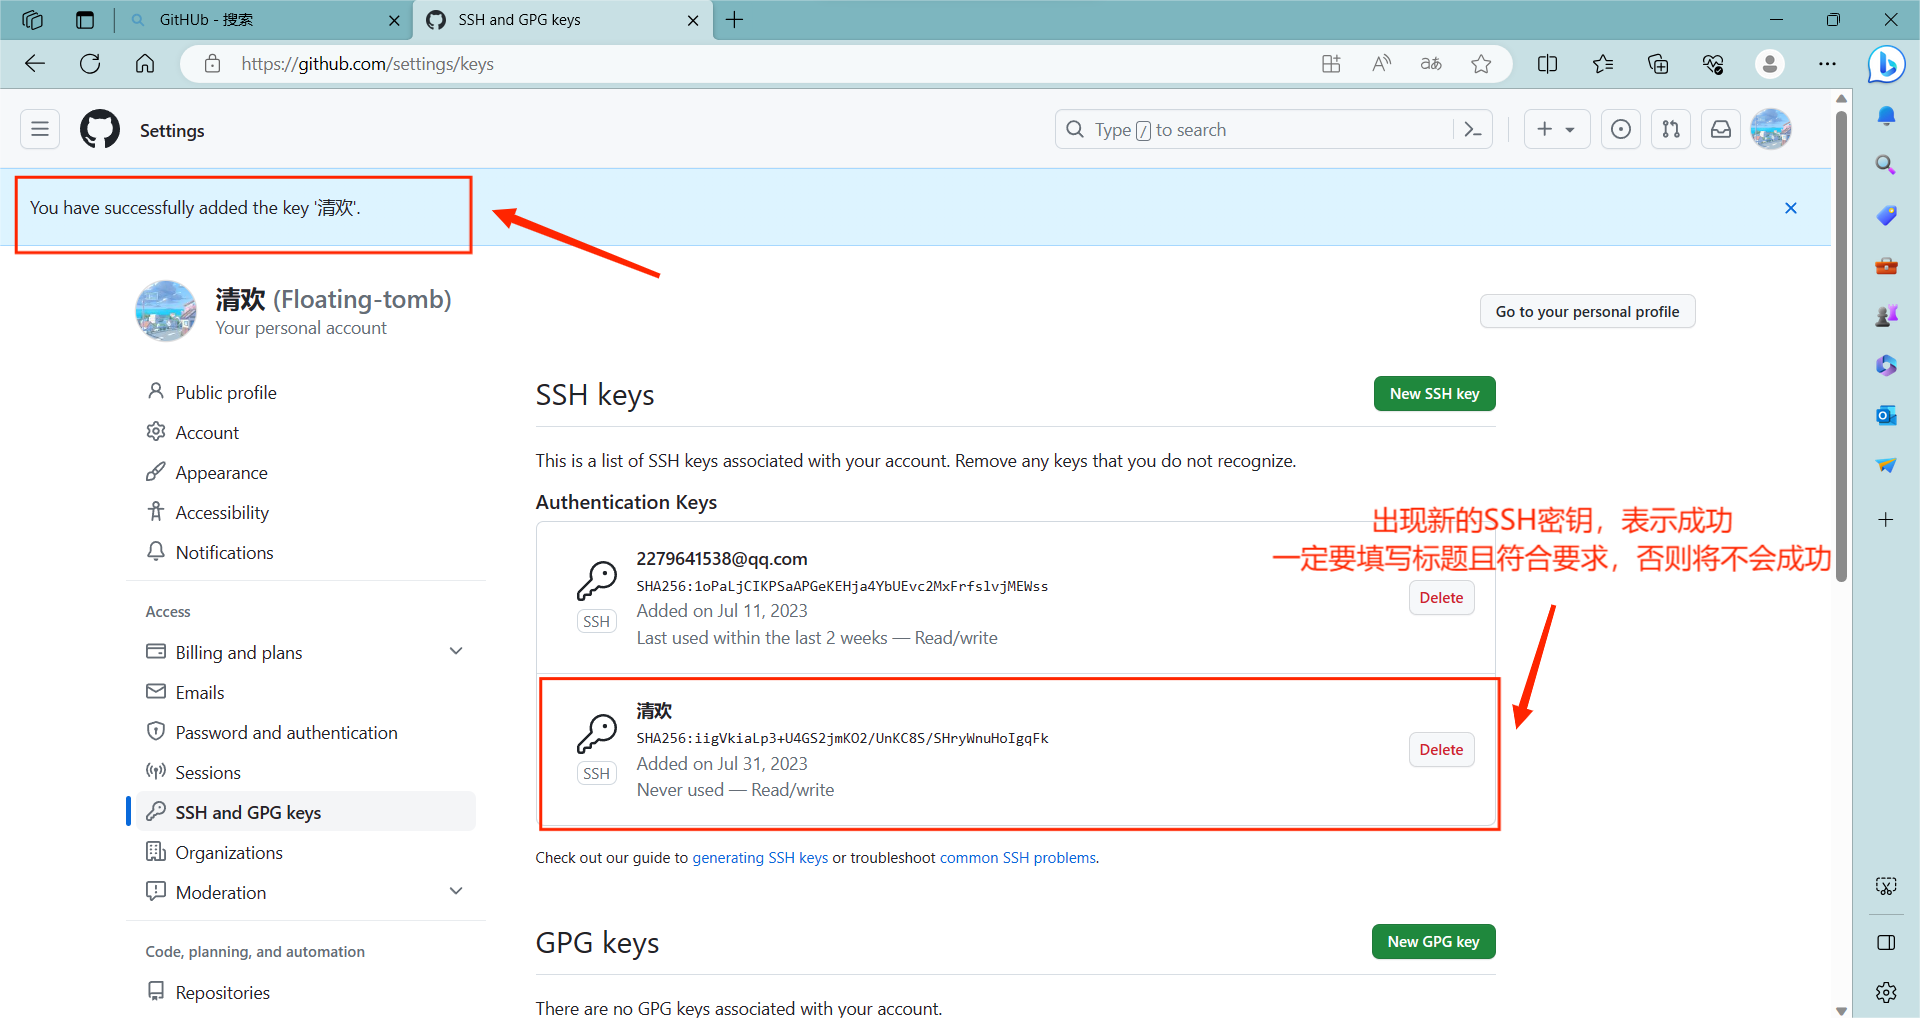 GitHUb - 搜索
SSH and GPG keys
https://github.com/settings/keys
Settings
Type / to search
You have successfully added the key '清欢'.
清欢 (Floating-tomb)
Your personal account
Go to your personal profile
Public profile
Account
Appearance
Accessibility
Notifications
Access
Billing and plans
Emails
Password and authentication
Sessions
SSH and GPG keys
Organizations
Moderation
Code, planning, and automation
Repositories
SSH keys
New SSH key
This is a list of SSH keys associated with your account. Remove any keys that you do not recognize.
Authentication Keys
出现新的SSH密钥，表示成功
一定要填写标题且符合要求，否则将不会成功
2279641538@qq.com
SHA256:1oPaLjCIKPSaAPGeKEHja4YbUEvc2MxFrfslvjMEWss
Added on Jul 11, 2023
Last used within the last 2 weeks — Read/write
SSH
Delete
清欢
SHA256:iigVkiaLp3+U4GS2jmKO2/UnKC8S/SHryWnuHoIgqFk
Added on Jul 31, 2023
Never used — Read/write
SSH
Delete
Check out our guide to generating SSH keys or troubleshoot common SSH problems.
GPG keys
New GPG key
There are no GPG keys associated with your account.